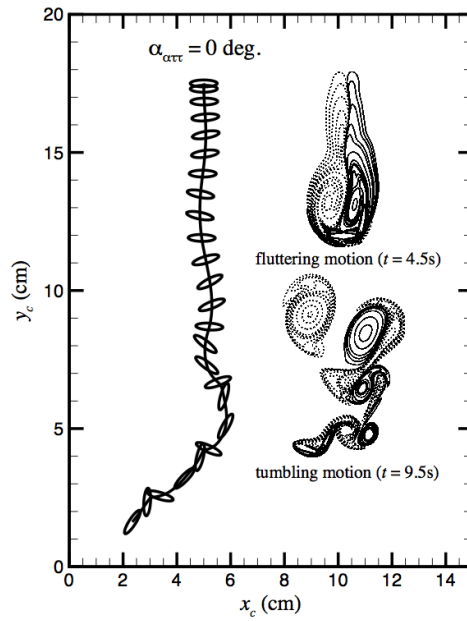 α_αττ = 0 deg.
20
15
fluttering motion (t = 4.5s)
10
y_c (cm)
5
tumbling motion (t = 9.5s)
0
0 2 4 6 8 10 12 14
x_c (cm)